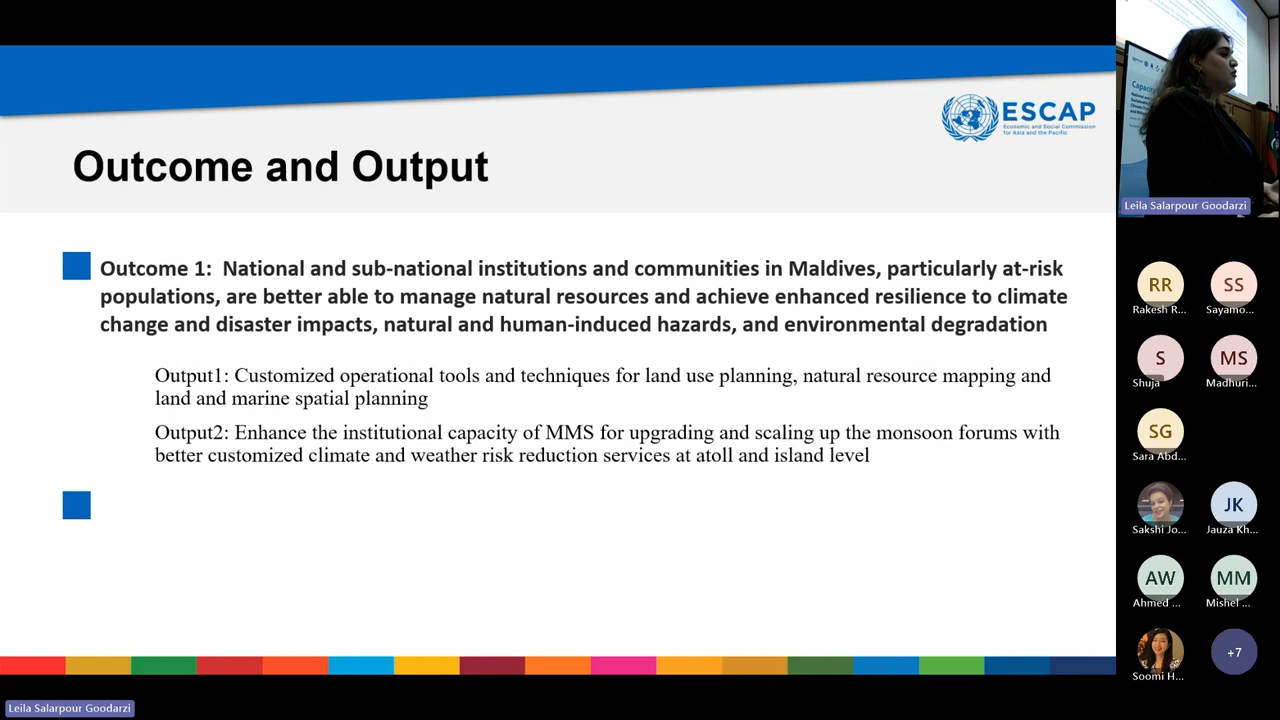 ESCAP
Economic and Social Commission
for Asia and the Pacific
Outcome and Output
Outcome 1: National and sub-national institutions and communities in Maldives, particularly at-risk
populations, are better able to manage natural resources and achieve enhanced resilience to climate
change and disaster impacts, natural and human-induced hazards, and environmental degradation
Output1: Customized operational tools and techniques for land use planning, natural resource mapping and
land and marine spatial planning
Output2: Enhance the institutional capacity of MMS for upgrading and scaling up the monsoon forums with
better customized climate and weather risk reduction services at atoll and island level
Leila Salarpour Goodarzi
Leila Salarpour Goodarzi
RR
Rakesh R...
SS
Sayamo...
S
Shuja
MS
Madhuri...
SG
Sara Abd...
Sakshi Jo...
JK
Jauza Kh...
AW
Ahmed ...
MM
Mishel ...
Soomi H...
+7